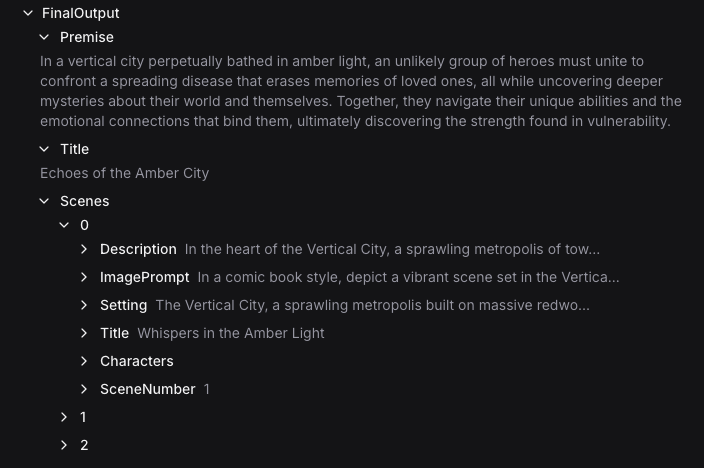 FinalOutput
Premise
In a vertical city perpetually bathed in amber light, an unlikely group of heroes must unite to
confront a spreading disease that erases memories of loved ones, all while uncovering deeper
mysteries about their world and themselves. Together, they navigate their unique abilities and the
emotional connections that bind them, ultimately discovering the strength found in vulnerability.
Title
Echoes of the Amber City
Scenes
0
Description In the heart of the Vertical City, a sprawling metropolis of tow...
ImagePrompt In a comic book style, depict a vibrant scene set in the Vertica...
Setting The Vertical City, a sprawling metropolis built on massive redwo...
Title Whispers in the Amber Light
Characters
SceneNumber 1
1
2